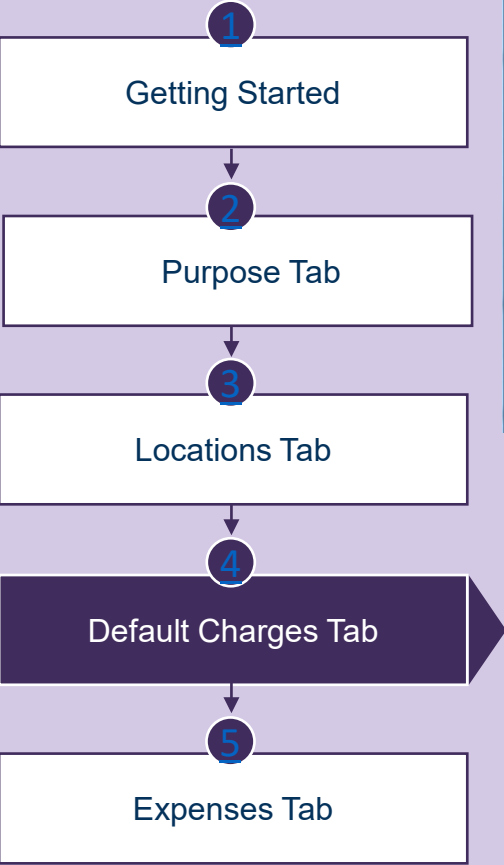 1
Getting Started
2
Purpose Tab
3
Locations Tab
4
Default Charges Tab
5
Expenses Tab